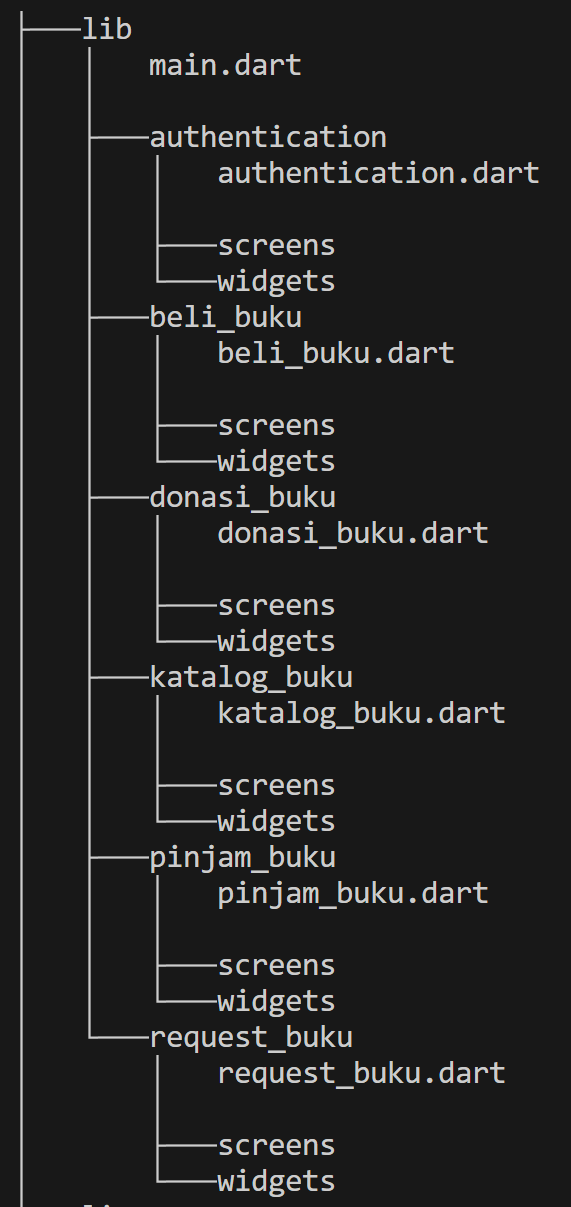 lib
main.dart
authentication
authentication.dart
screens
widgets
beli_buku
beli_buku.dart
screens
widgets
donasi_buku
donasi_buku.dart
screens
widgets
katalog_buku
katalog_buku.dart
screens
widgets
pinjam_buku
pinjam_buku.dart
screens
widgets
request_buku
request_buku.dart
screens
widgets